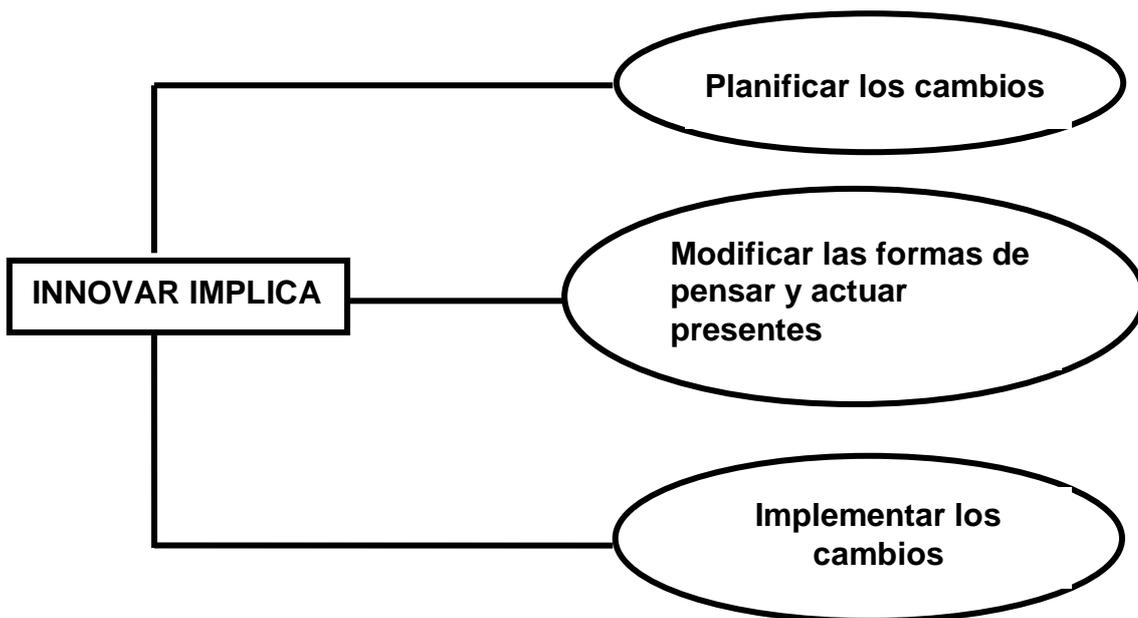 Planificar los cambios
INNOVAR IMPLICA
Modificar las formas de
pensar y actuar
presentes
Implementar los
cambios